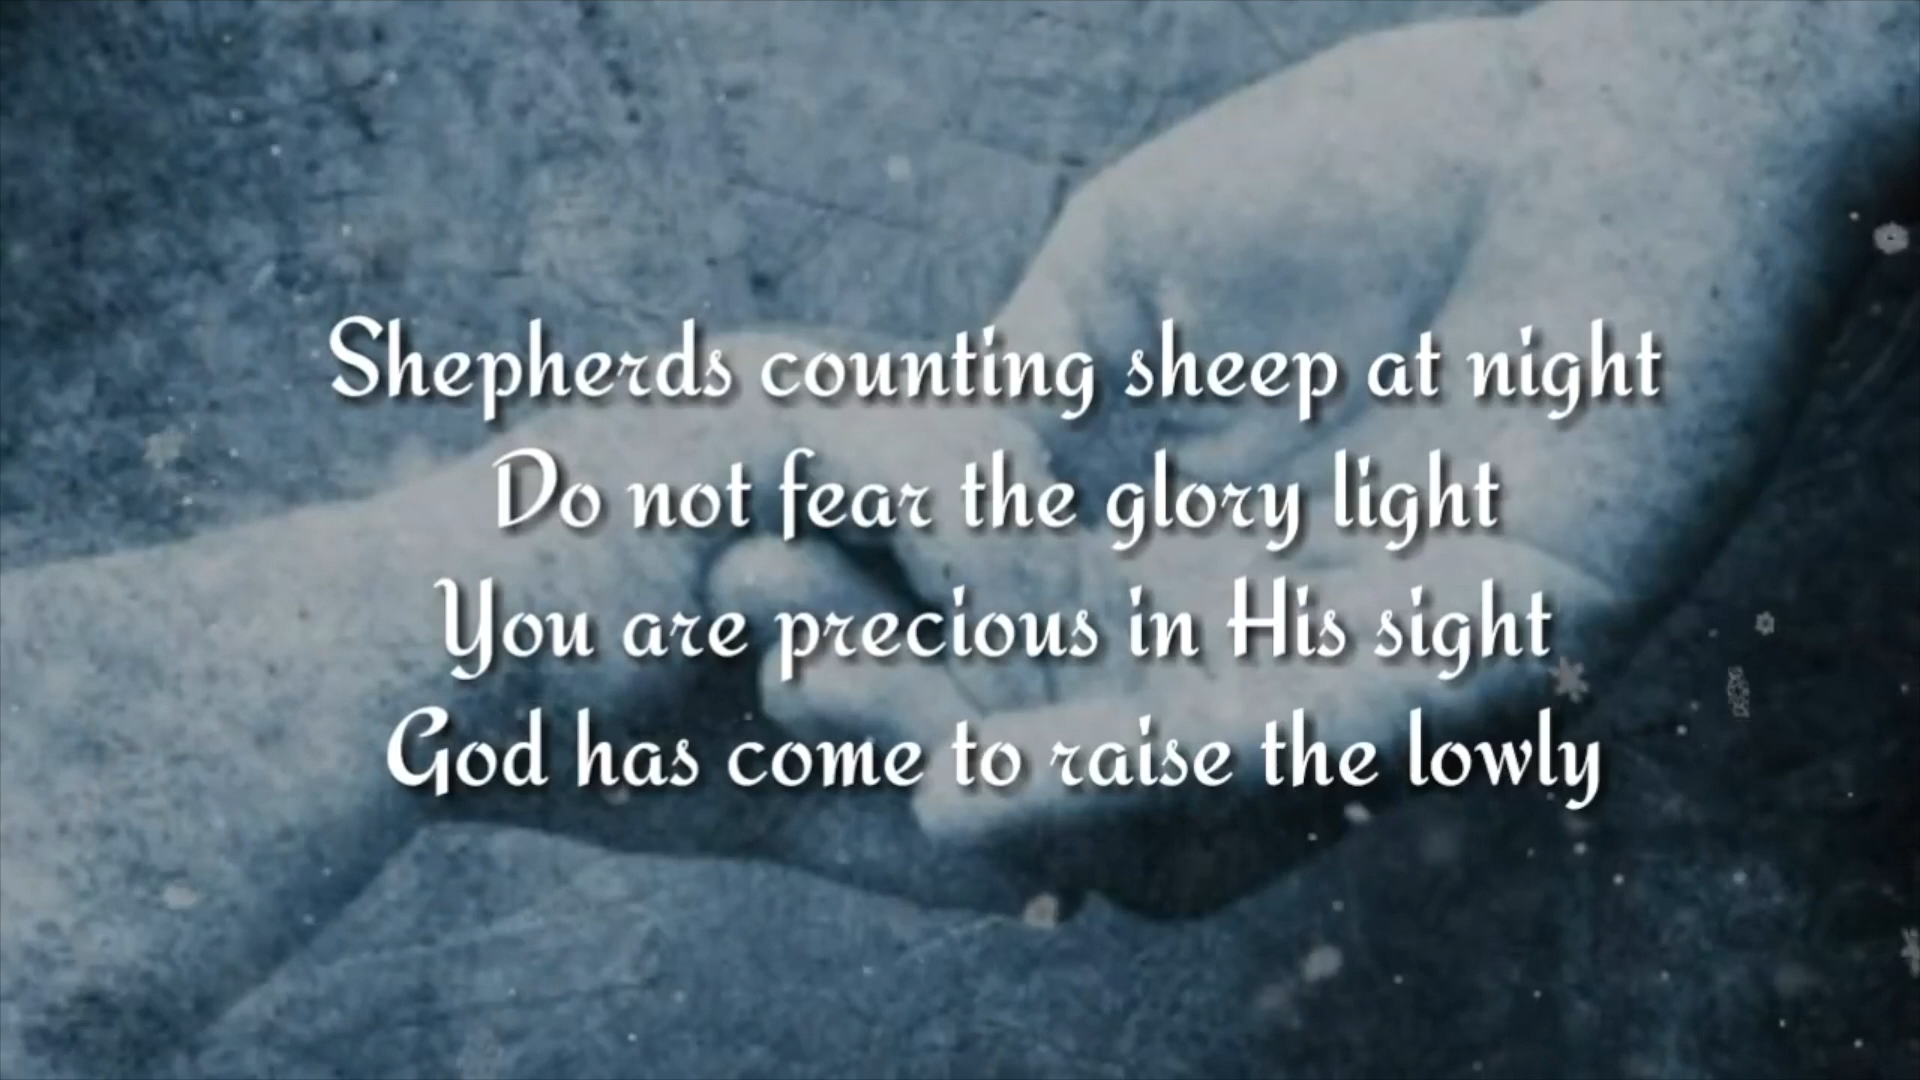 Shepherds counting sheep at night
Do not fear the glory light
You are precious in His sight
God has come to raise the lowly